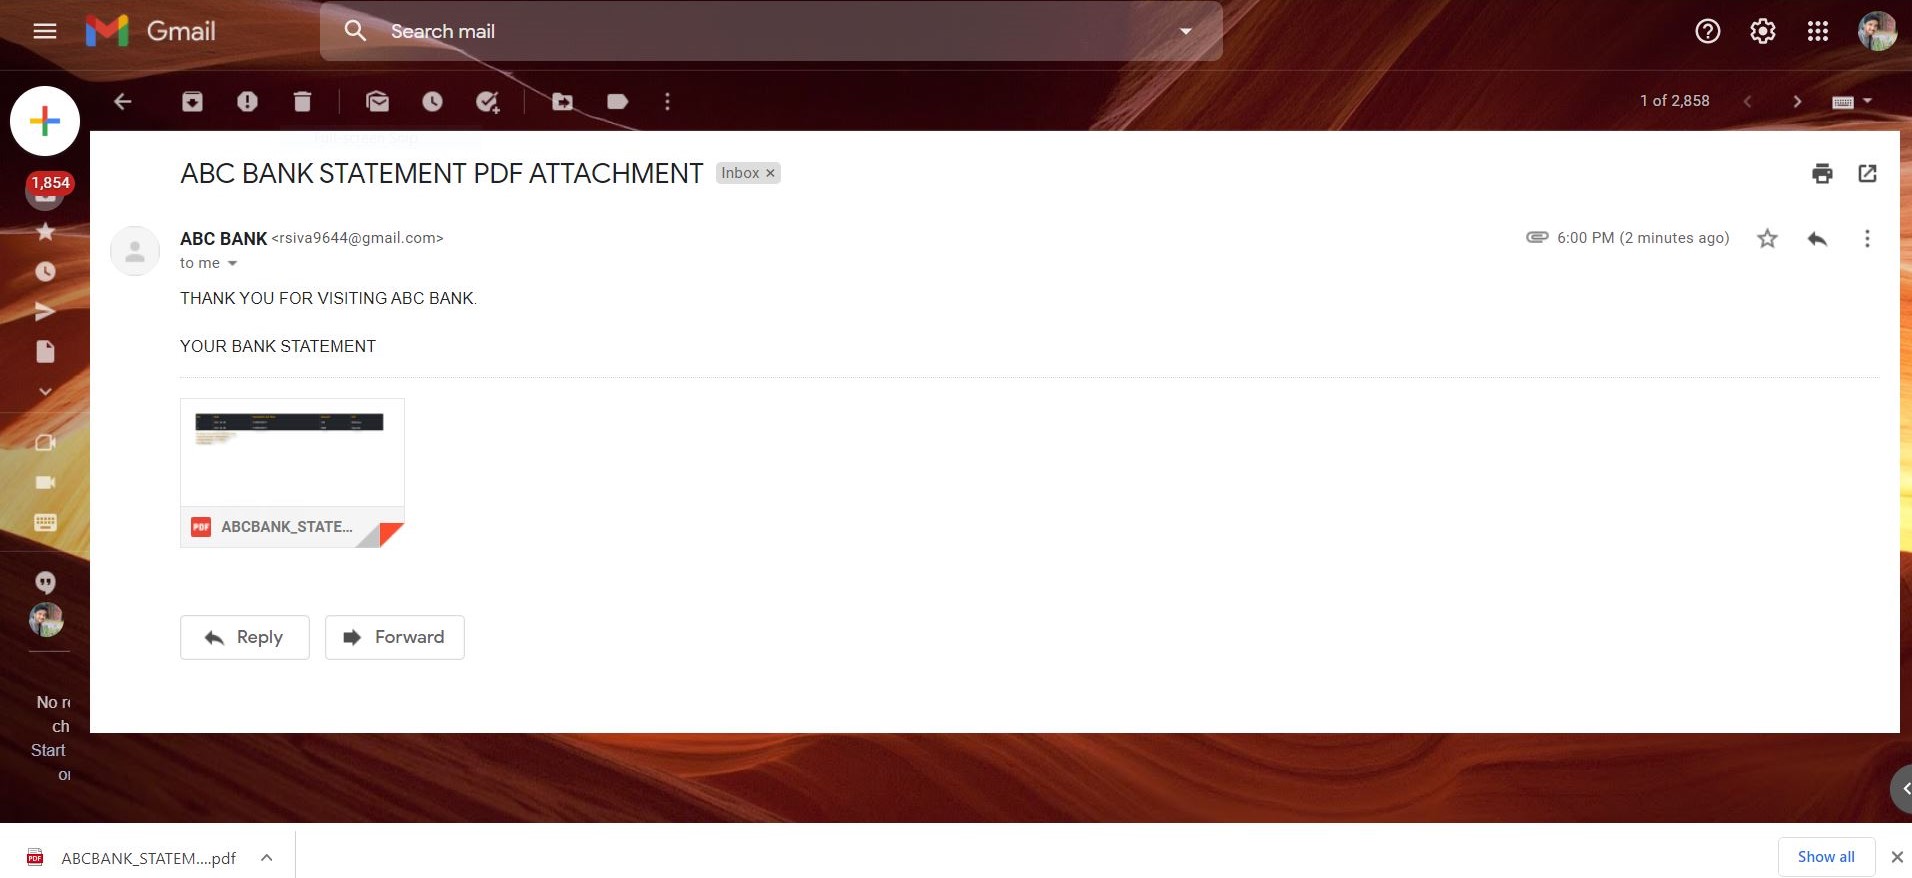 Gmail
Search mail
1 of 2,858
1,854
ABC BANK STATEMENT PDF ATTACHMENT
Inbox ×
ABC BANK <rsiva9644@gmail.com>
6:00 PM (2 minutes ago)
to me
THANK YOU FOR VISITING ABC BANK.
YOUR BANK STATEMENT
PDF ABCBANK_STATE...
Reply
Forward
No r
ch
Start
PDF ABCBANK_STATEM....pdf
Show all